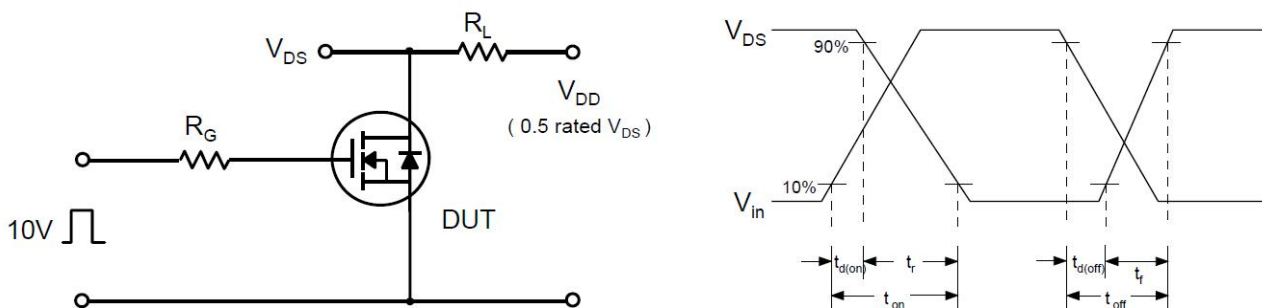 R_L
V_DS
V_DD
( 0.5 rated V_DS )
R_G
DUT
10V
V_DS
90%
10%
V_in
t_d(on)
t_r
t_on
t_d(off)
t_f
t_off